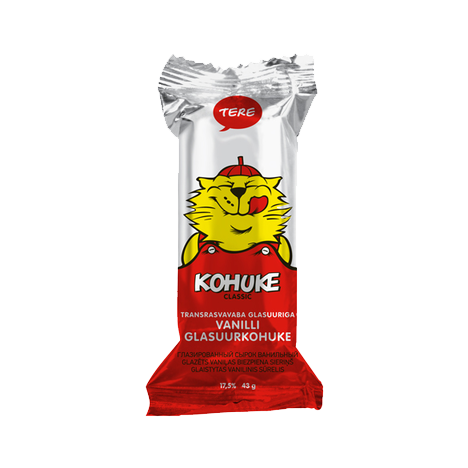 TERE
KOHUKE
CLASSIC
TRANSRASVAVABA GLASUURIGA
VANILLI
GLASUURKOHUKE
ГЛАЗИРОВАННЫЙ СЫРОК ВАНИЛЬНЫЙ
GLAZĒTS VANIĻAS BIEZPIENA SIERIŅŠ
GLAISTYTAS VANILINIS SŪRELIS
17,5% 43 g